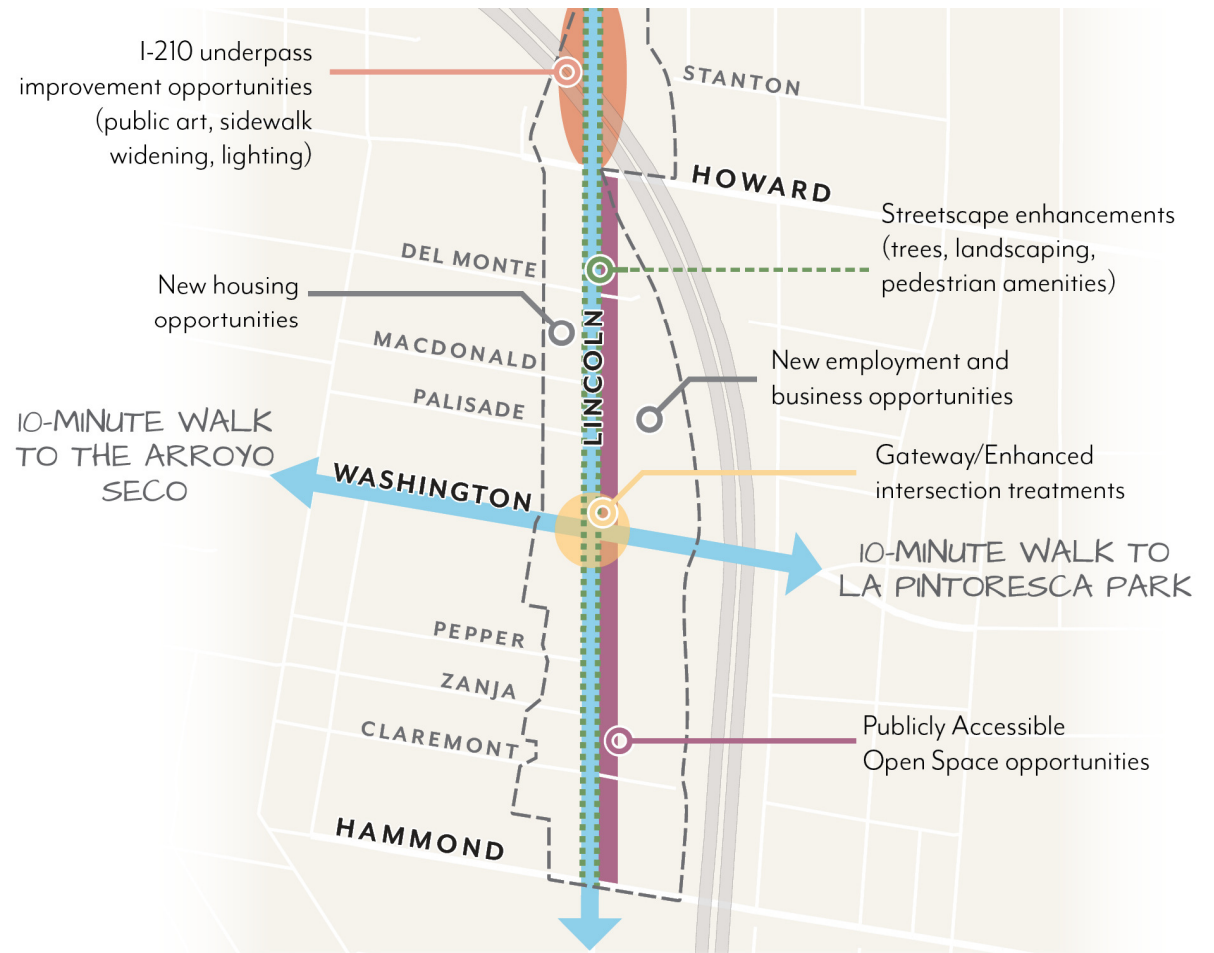 I-210 underpass
improvement opportunities
(public art, sidewalk
widening, lighting)
STANTON
HOWARD
Streetscape enhancements
(trees, landscaping,
pedestrian amenities)
DEL MONTE
New housing
opportunities
LINCOLN
MACDONALD
New employment and
business opportunities
PALISADE
10-MINUTE WALK
TO THE ARROYO
SECO
WASHINGTON
Gateway/Enhanced
intersection treatments
10-MINUTE WALK TO
LA PINTORESCA PARK
PEPPER
ZANJA
CLAREMONT
Publicly Accessible
Open Space opportunities
HAMMOND